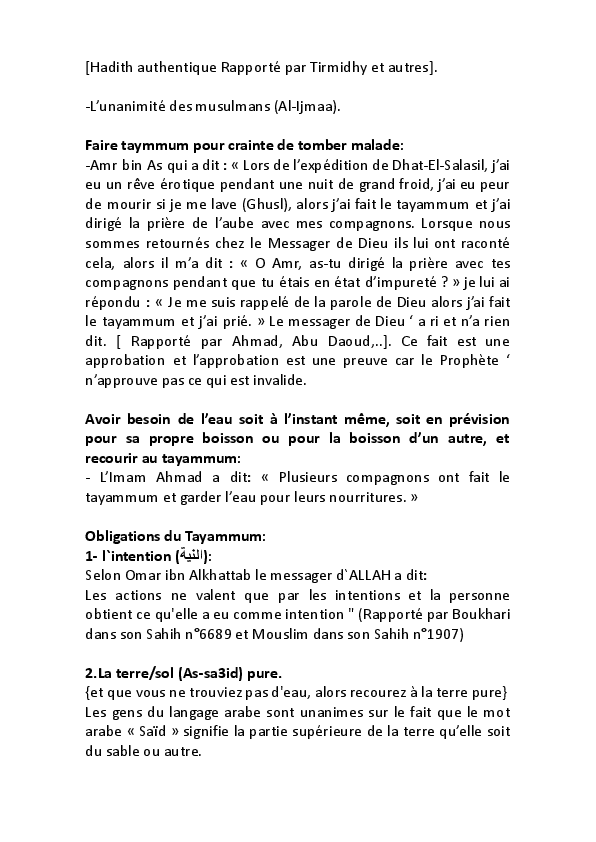 [Hadith authentique Rapporté par Tirmidhy et autres].
-L’unanimité des musulmans (Al-Ijmaa).
Faire taymmum pour crainte de tomber malade:
-Amr bin As qui a dit : « Lors de l’expédition de Dhat-El-Salasil, j’ai
eu un rêve érotique pendant une nuit de grand froid, j’ai eu peur
de mourir si je me lave (Ghusl), alors j’ai fait le tayammum et j’ai
dirigé la prière de l’aube avec mes compagnons. Lorsque nous
sommes retournés chez le Messager de Dieu ils lui ont raconté
cela, alors il m’a dit : « O Amr, as-tu dirigé la prière avec tes
compagnons pendant que tu étais en état d’impureté ? » je lui ai
répondu : « Je me suis rappelé de la parole de Dieu alors j’ai fait
le tayammum et j’ai prié. » Le messager de Dieu ‘ a ri et n’a rien
dit. [ Rapporté par Ahmad, Abu Daoud,..]. Ce fait est une
approbation et l’approbation est une preuve car le Prophète ‘
n’approuve pas ce qui est invalide.
Avoir besoin de l’eau soit à l’instant même, soit en prévision
pour sa propre boisson ou pour la boisson d’un autre, et
recourir au tayammum:
- L’Imam Ahmad a dit: « Plusieurs compagnons ont fait le
tayammum et garder l’eau pour leurs nourritures. »
Obligations du Tayammum:
1- l`intention (النية):
Selon Omar ibn Alkhattab le messager d`ALLAH a dit:
Les actions ne valent que par les intentions et la personne
obtient ce qu'elle a eu comme intention " (Rapporté par Boukhari
dans son Sahih n°6689 et Mouslim dans son Sahih n°1907)
2.La terre/sol (As-sa3id) pure.
{et que vous ne trouviez pas d'eau, alors recourez à la terre pure}
Les gens du langage arabe sont unanimes sur le fait que le mot
arabe « Saïd » signifie la partie supérieure de la terre qu’elle soit
du sable ou autre.